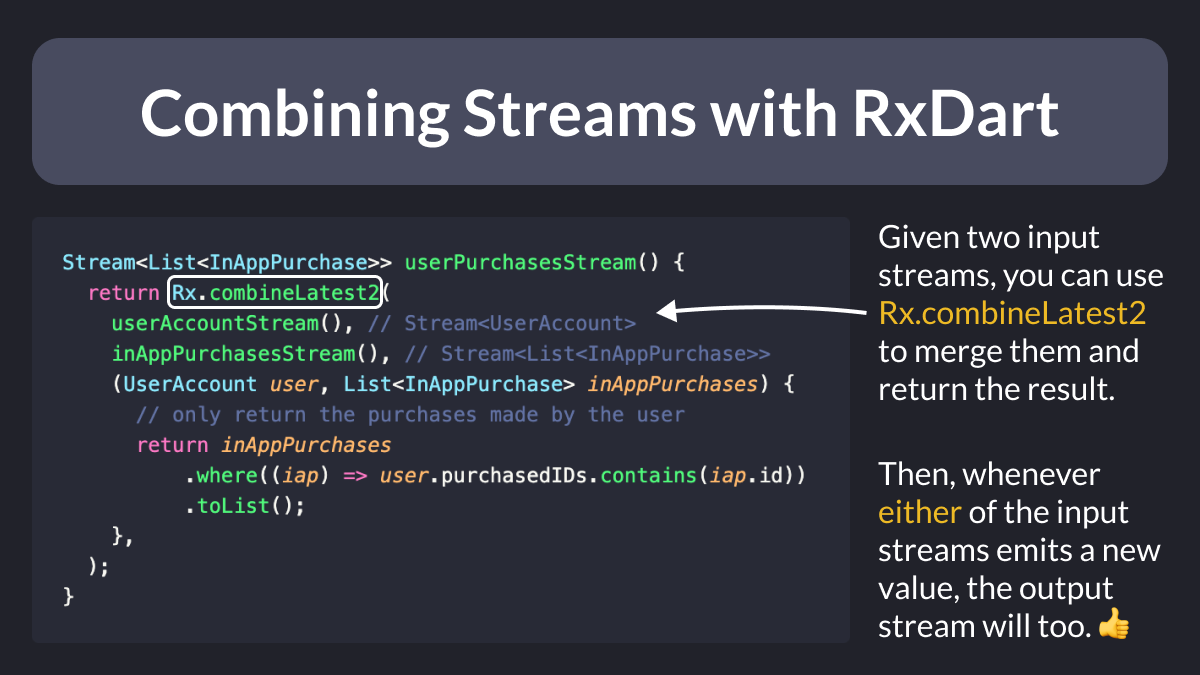 Combining Streams with RxDart
Stream<List<InAppPurchase>> userPurchasesStream() {
  return Rx.combineLatest2(
    userAccountStream(), // Stream<UserAccount>
    inAppPurchasesStream(), // Stream<List<InAppPurchase>>
    (UserAccount user, List<InAppPurchase> inAppPurchases) {
      // only return the purchases made by the user
      return inAppPurchases
          .where((iap) => user.purchasedIDs.contains(iap.id))
          .toList();
    },
  );
}
Given two input
streams, you can use
Rx.combineLatest2
to merge them and
return the result.
Then, whenever
either of the input
streams emits a new
value, the output
stream will too. 👍